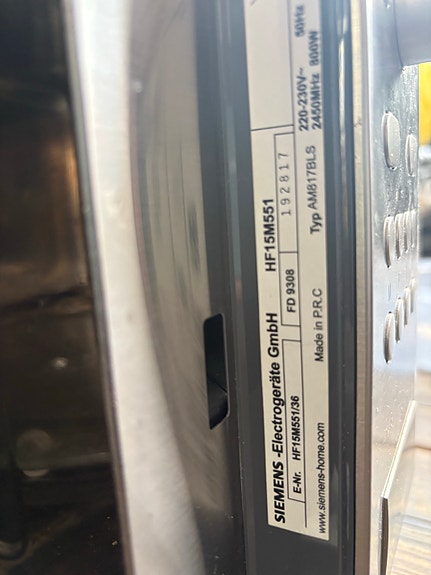 SIEMENS -Electrogeräte GmbH HF15M551
E-Nr. HF15M551/36 FD 9308 192817 220-230V~ 50Hz
2450MHz 800W
www.siemens-home.com Made in P.R.C Typ AM817BLS